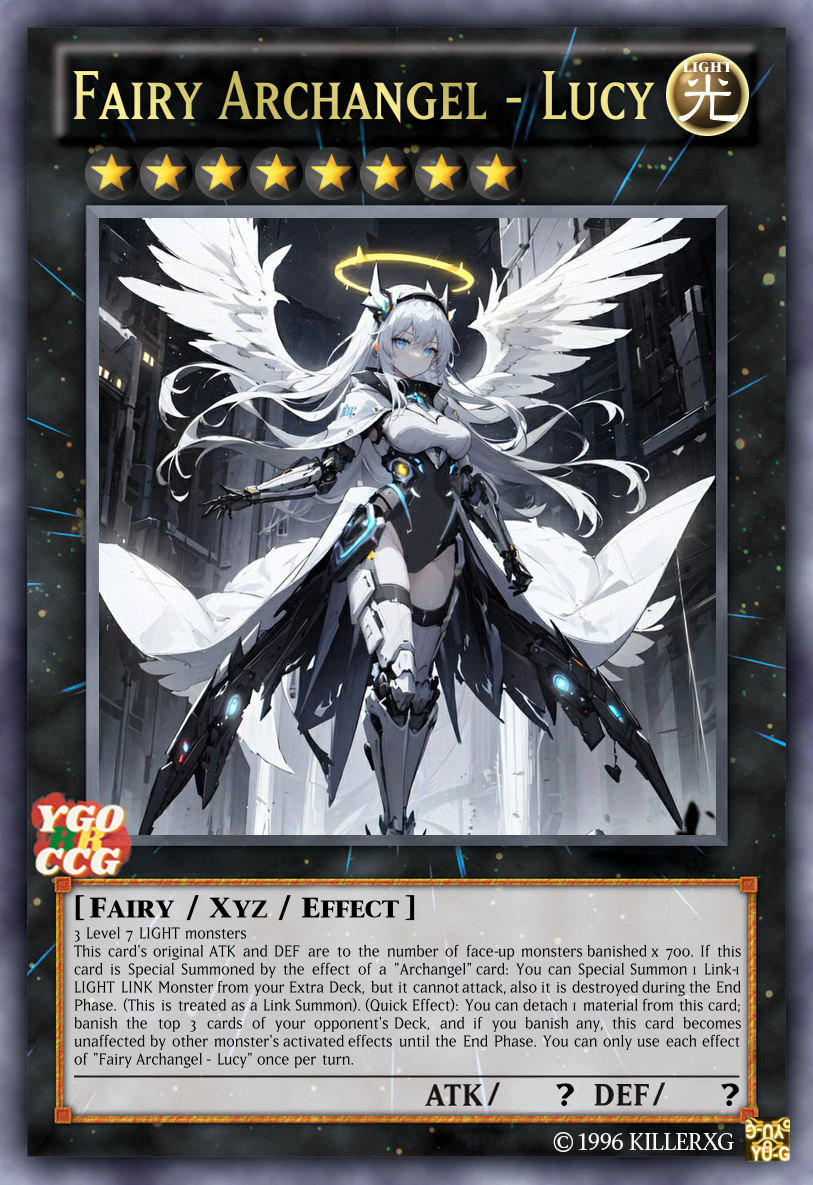 Fairy Archangel - Lucy
LIGHT
光
YGO
BR
CCG
[ Fairy / Xyz / Effect ]
3 Level 7 LIGHT monsters
This card's original ATK and DEF are to the number of face-up monsters banished x 700. If this
card is Special Summoned by the effect of a "Archangel" card: You can Special Summon 1 Link-1
LIGHT LINK Monster from your Extra Deck, but it cannot attack, also it is destroyed during the End
Phase. (This is treated as a Link Summon). (Quick Effect): You can detach 1 material from this card;
banish the top 3 cards of your opponent's Deck, and if you banish any, this card becomes
unaffected by other monster's activated effects until the End Phase. You can only use each effect
of "Fairy Archangel - Lucy" once per turn.
ATK/ ? DEF/ ?
© 1996 KILLERXG
YU-G